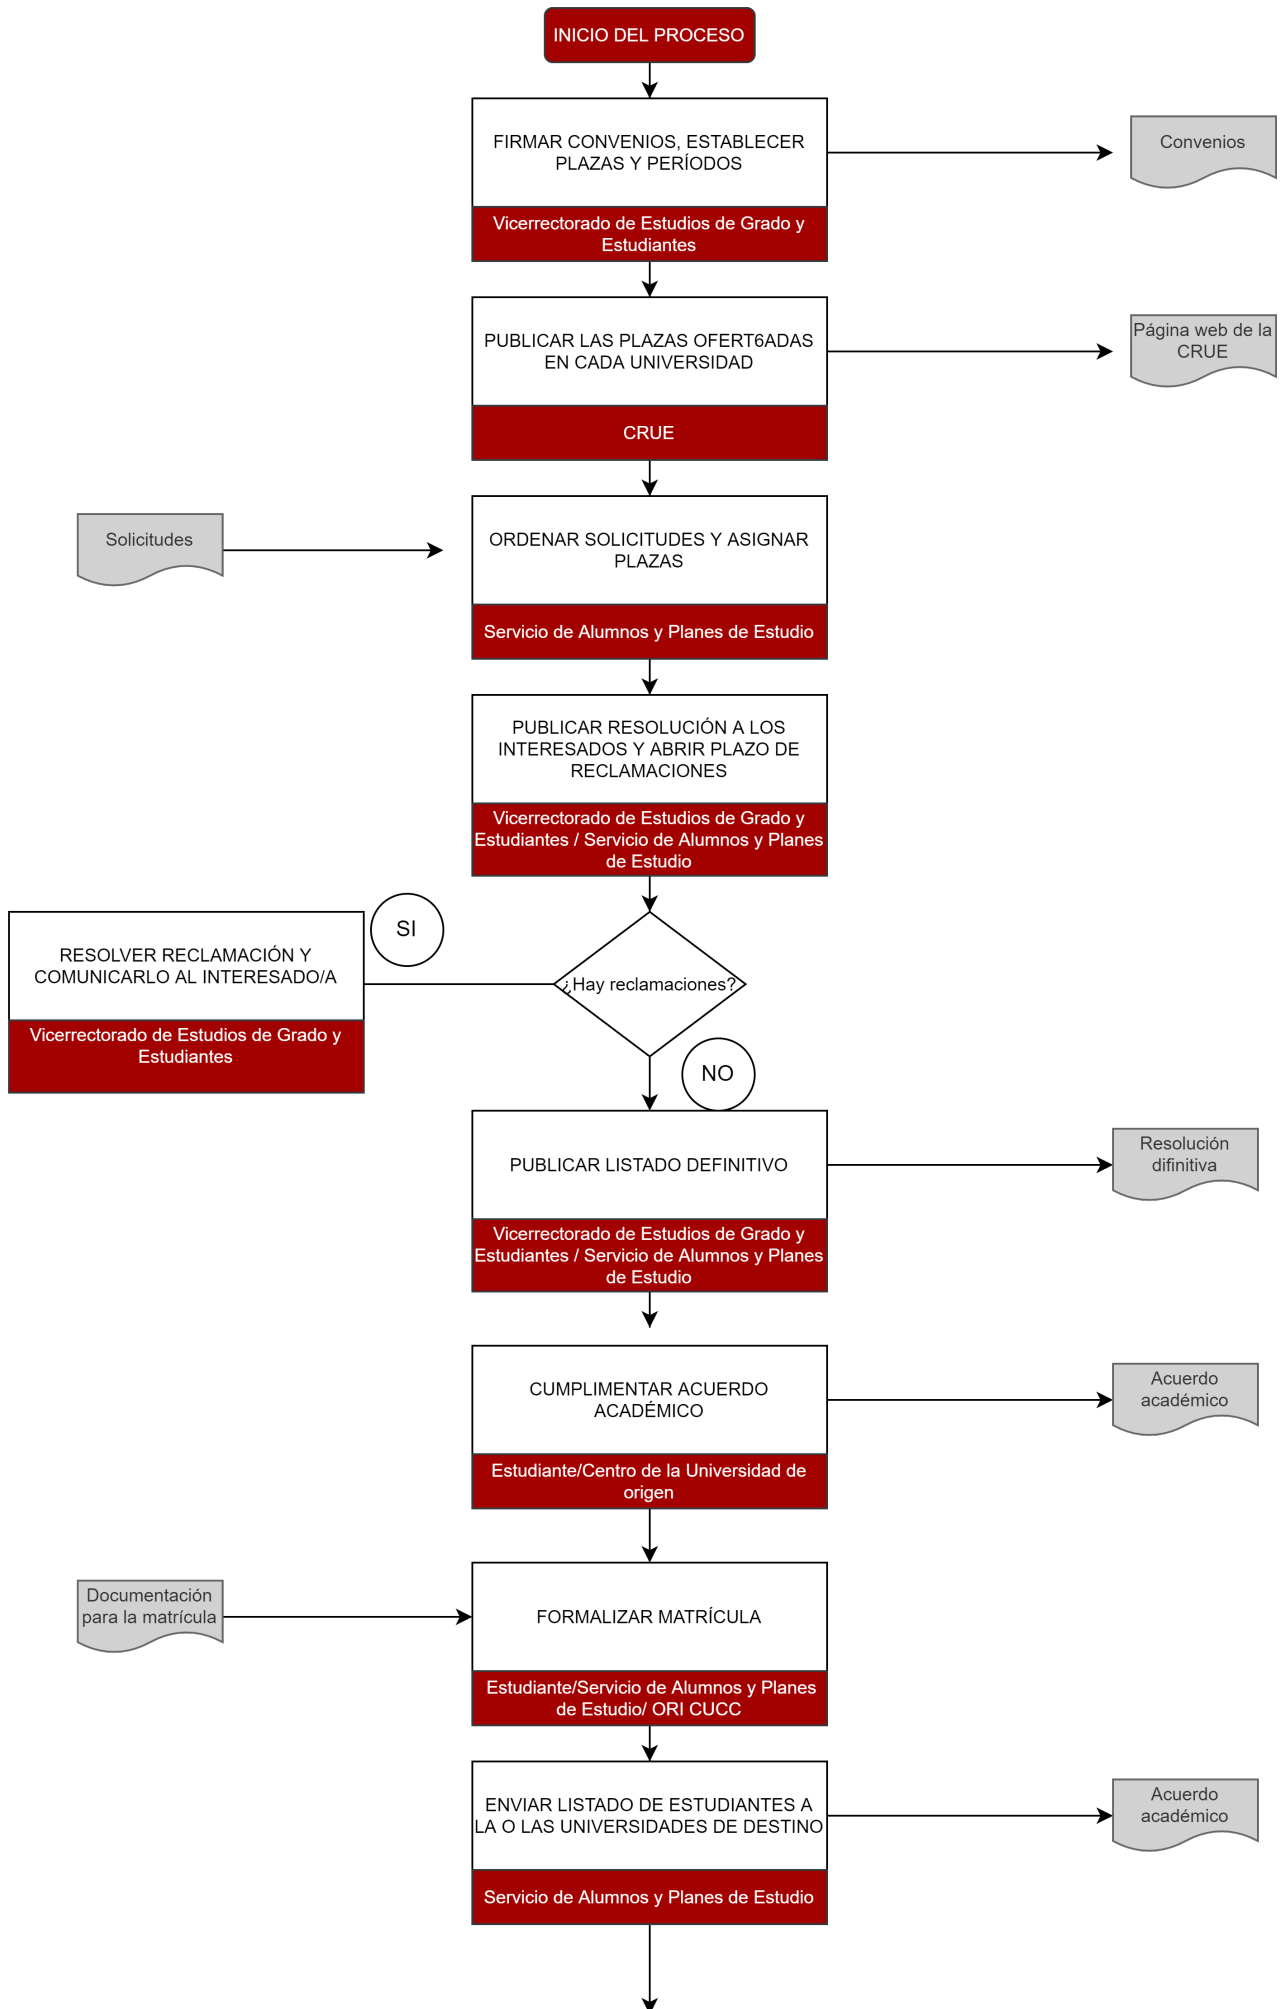 INICIO DEL PROCESO
FIRMAR CONVENIOS, ESTABLECER
PLAZAS Y PERÍODOS
Vicerrectorado de Estudios de Grado y
Estudiantes
Convenios
PUBLICAR LAS PLAZAS OFERT6ADAS
EN CADA UNIVERSIDAD
CRUE
Página web de la
CRUE
Solicitudes
ORDENAR SOLICITUDES Y ASIGNAR
PLAZAS
Servicio de Alumnos y Planes de Estudio
PUBLICAR RESOLUCIÓN A LOS
INTERESADOS Y ABRIR PLAZO DE
RECLAMACIONES
Vicerrectorado de Estudios de Grado y
Estudiantes / Servicio de Alumnos y Planes
de Estudio
¿Hay reclamaciones?
SI
RESOLVER RECLAMACIÓN Y
COMUNICARLO AL INTERESADO/A
Vicerrectorado de Estudios de Grado y
Estudiantes
NO
PUBLICAR LISTADO DEFINITIVO
Vicerrectorado de Estudios de Grado y
Estudiantes / Servicio de Alumnos y Planes
de Estudio
Resolución
difinitiva
CUMPLIMENTAR ACUERDO
ACADÉMICO
Estudiante/Centro de la Universidad de
origen
Acuerdo
académico
Documentación
para la matrícula
FORMALIZAR MATRÍCULA
Estudiante/Servicio de Alumnos y Planes
de Estudio/ ORI CUCC
ENVIAR LISTADO DE ESTUDIANTES A
LA O LAS UNIVERSIDADES DE DESTINO
Servicio de Alumnos y Planes de Estudio
Acuerdo
académico